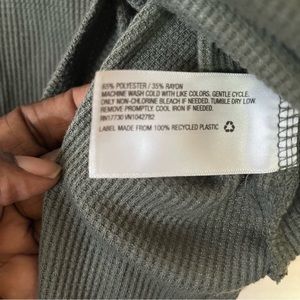 65% POLYESTER / 35% RAYON
MACHINE WASH COLD WITH LIKE COLORS. GENTLE CYCLE.
ONLY NON-CHLORINE BLEACH IF NEEDED. TUMBLE DRY LOW.
REMOVE PROMPTLY. COOL IRON IF NEEDED.
RN17730 VN1042782
LABEL MADE FROM 100% RECYCLED PLASTIC